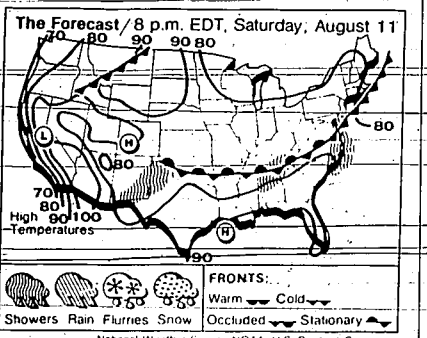 The Forecast / 8 p.m. EDT, Saturday, August 11
70 80 90 90 80
80
L H
80
70
80
90 100
High
Temperatures
H
90
FRONTS:
Warm Cold
Showers Rain Flurries Snow
Occluded Stationary